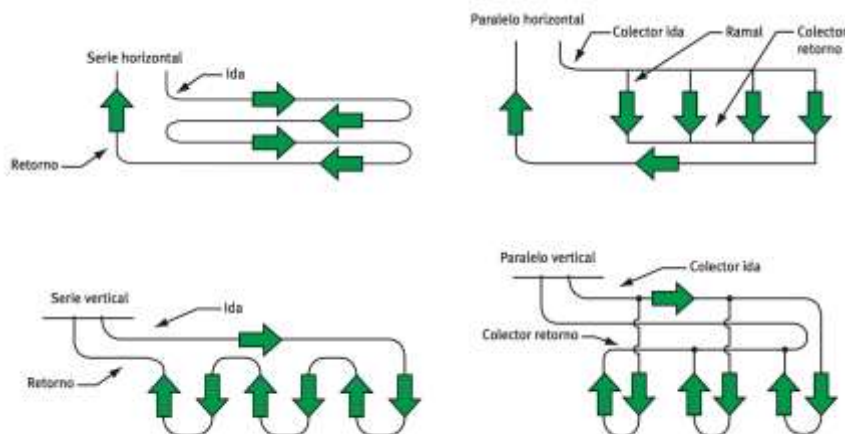 Serie horizontal
Ida
Retorno
Paralelo horizontal
Colector ida
Ramal
Colector
retorno
Serie vertical
Ida
Retorno
Paralelo vertical
Colector ida
Colector retorno